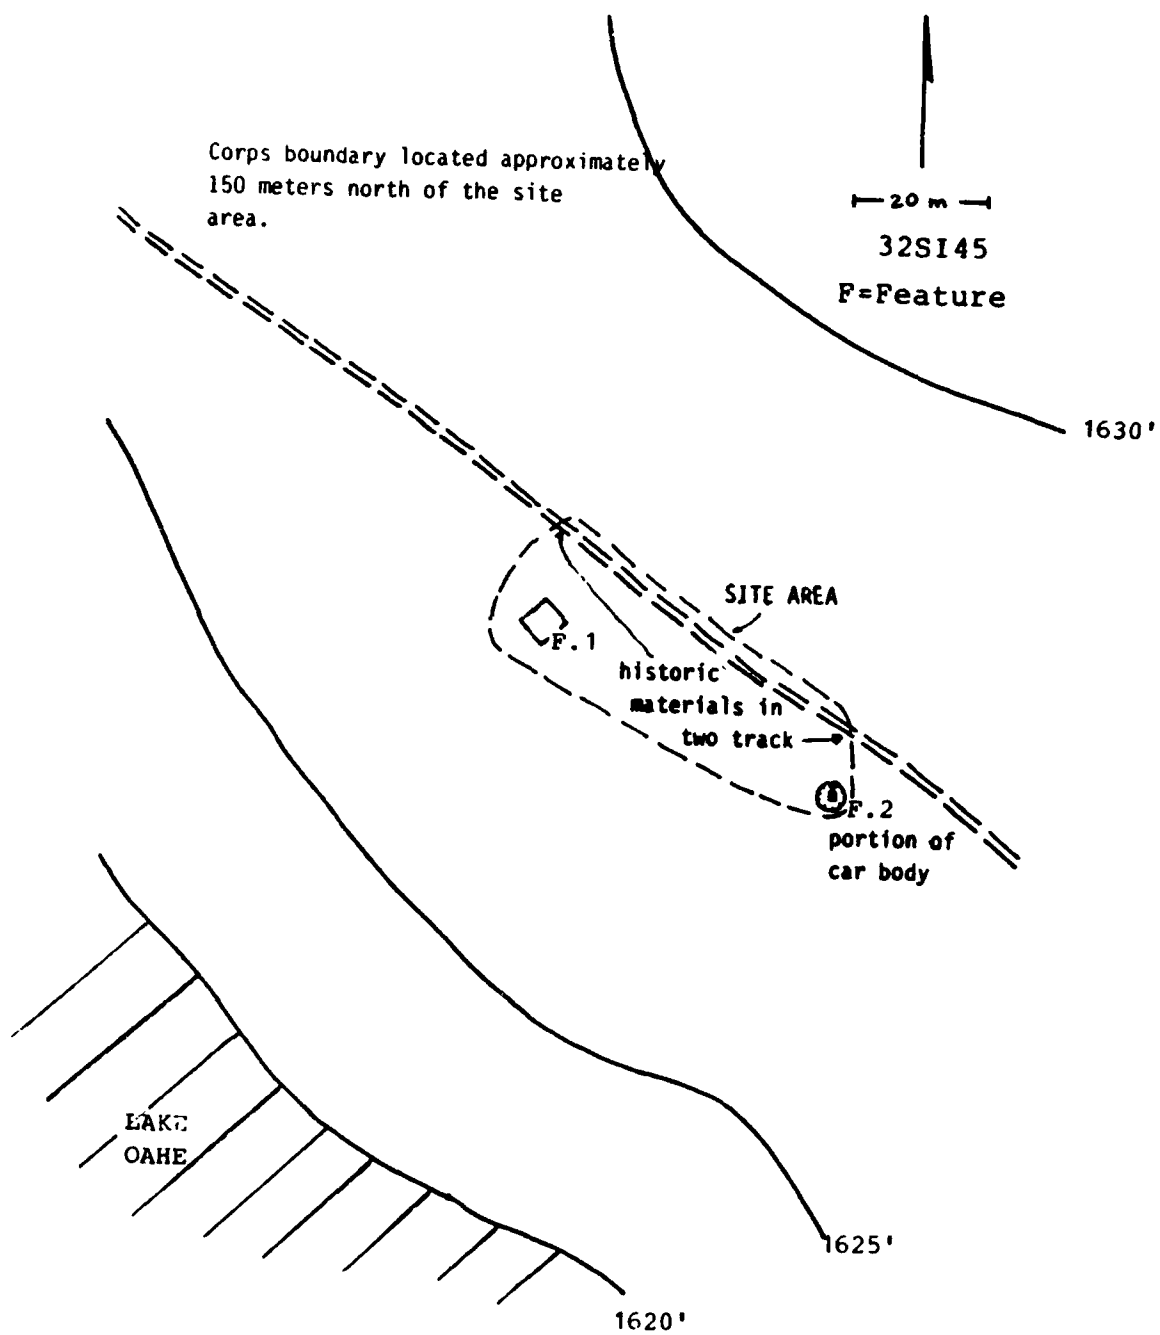 Corps boundary located approximately
150 meters north of the site
area.
20 m
32SI45
F=Feature
1630'
SITE AREA
F.1
historic
materials in
two track
F.2
portion of
car body
LAKE
OAHE
1625'
1620'